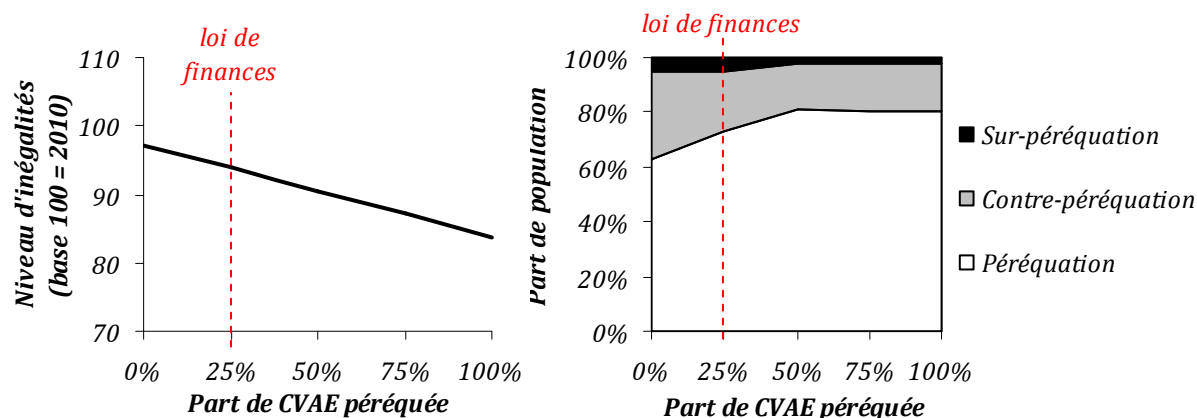 loi de
finances
110
100
90
80
70
Niveau d'inégalités
(base 100 = 2010)
0%
25%
50%
75%
100%
Part de CVAE péréquée
loi de finances
100%
80%
60%
40%
20%
0%
Part de population
0%
25%
50%
75%
100%
Part de CVAE péréquée
Sur-péréquation
Contre-péréquation
Péréquation